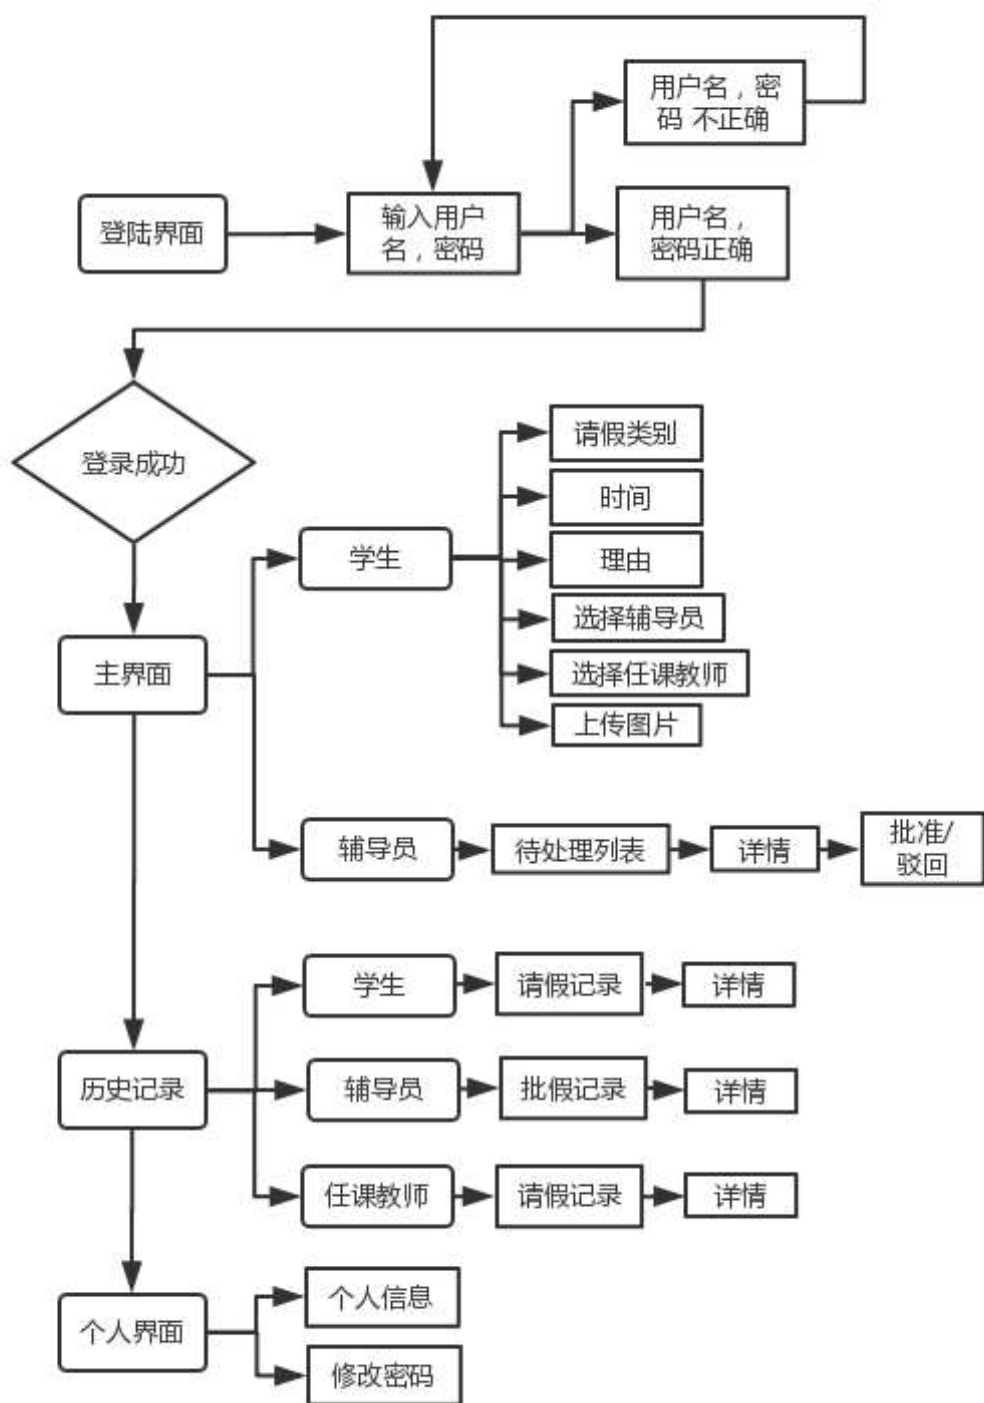 用户名，密
码 不正确
登陆界面
输入用户
名，密码
用户名，
密码正确
登录成功
请假类别
时间
学生
理由
选择辅导员
主界面
选择任课教师
上传图片
辅导员
待处理列表
详情
批准/
驳回
学生
请假记录
详情
历史记录
辅导员
批假记录
详情
任课教师
请假记录
详情
个人信息
个人界面
修改密码